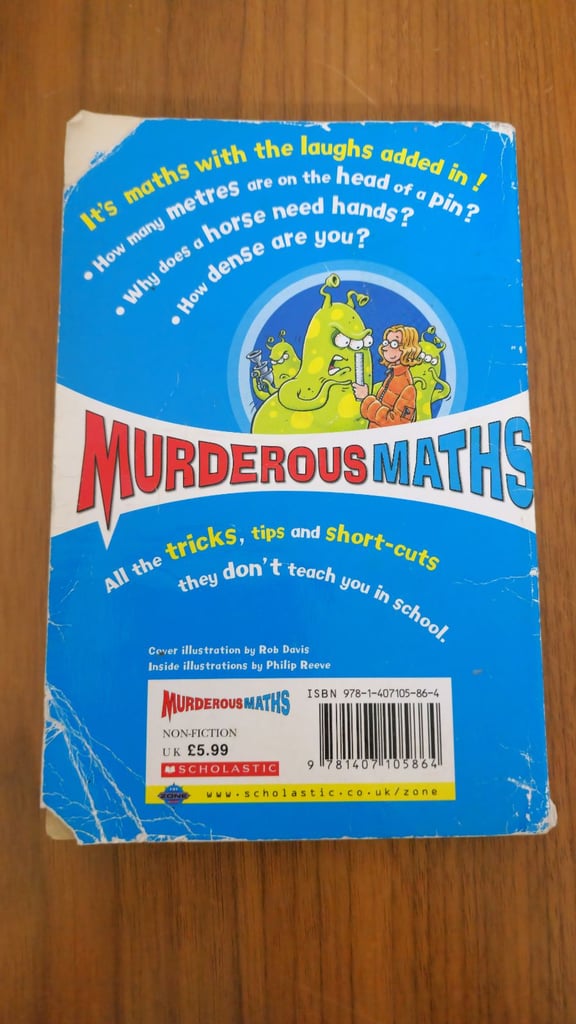 It's maths with the laughs added in!
• How many metres are on the head of a pin?
• Why does a horse need hands?
• How dense are you?
MURDEROUS MATHS
All the tricks, tips and short-cuts
they don't teach you in school.
Cover illustration by Rob Davis
Inside illustrations by Philip Reeve
MURDEROUS MATHS
ISBN 978-1-407105-86-4
NON-FICTION
UK £5.99
SCHOLASTIC
9 781407 105864
ZONE
www.scholastic.co.uk/zone